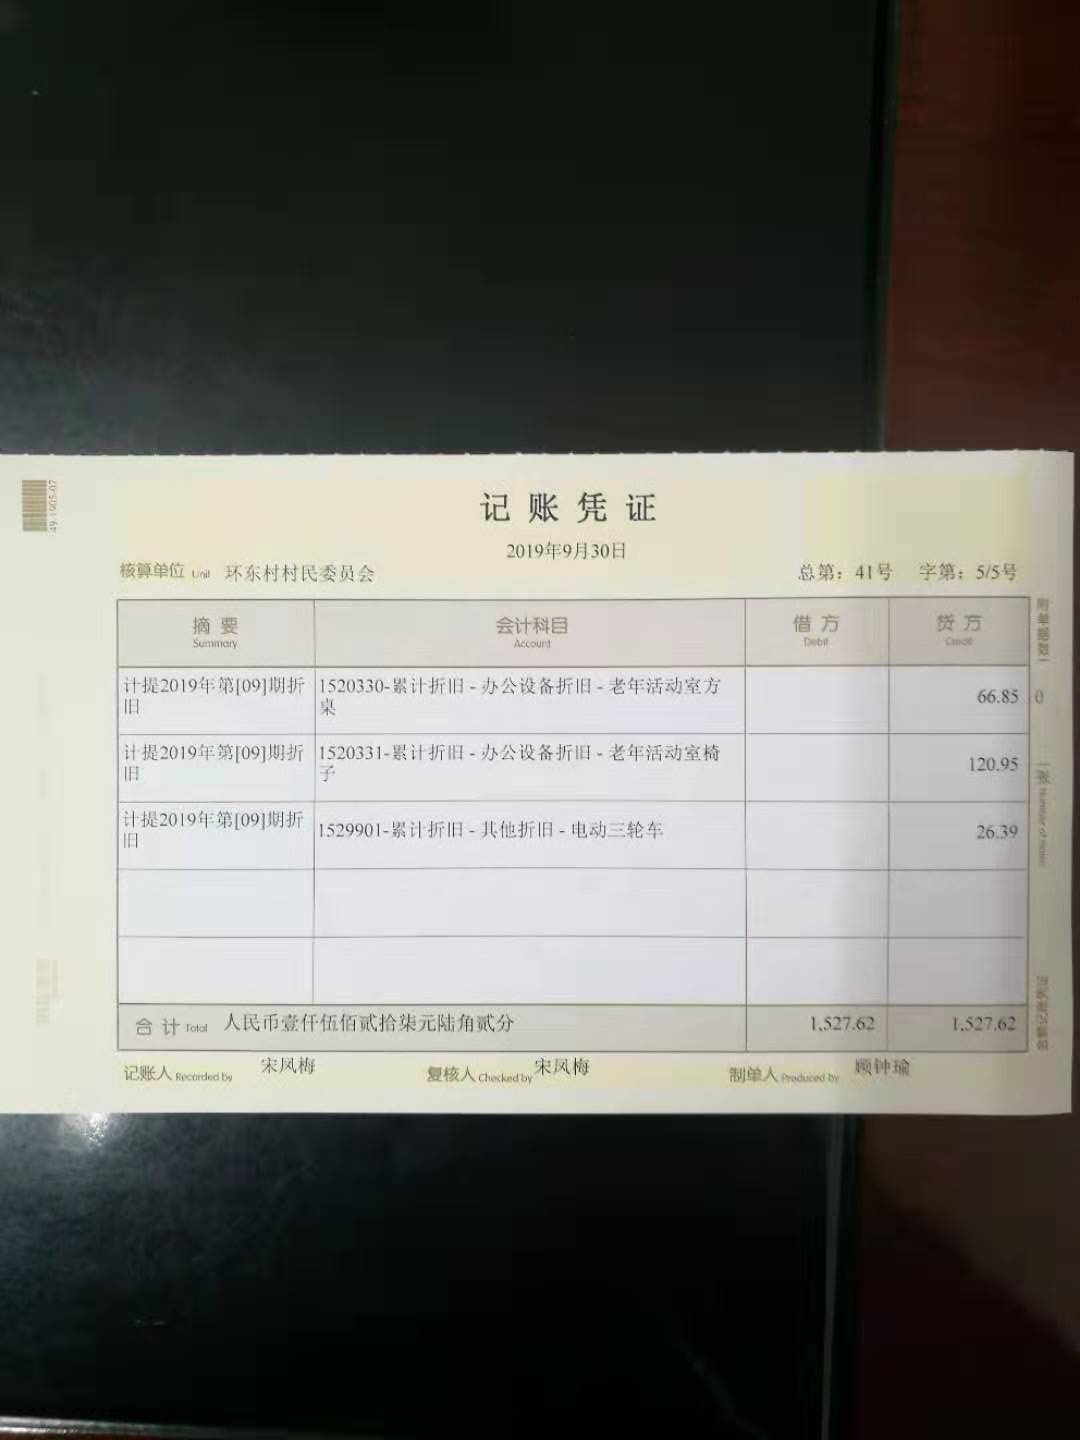 49.1905-07
记账凭证
2019年9月30日
核算单位 Unit 环东村村民委员会 总第：41号 字第：5/5号
摘要 会计科目 借方 贷方
Summary Account Debit Credit
计提2019年第[09]期折 1520330-累计折旧 - 办公设备折旧 - 老年活动室方
旧 桌 66.85
计提2019年第[09]期折 1520331-累计折旧 - 办公设备折旧 - 老年活动室椅
旧 子 120.95
计提2019年第[09]期折 1529901-累计折旧 - 其他折旧 - 电动三轮车 26.39
旧
合计 Total 人民币壹仟伍佰贰拾柒元陆角贰分 1,527.62 1,527.62
记账人 Recorded by 宋凤梅 复核人 Checked by 宋凤梅 制单人 Produced by 顾钟瑜
附单据数 0 张